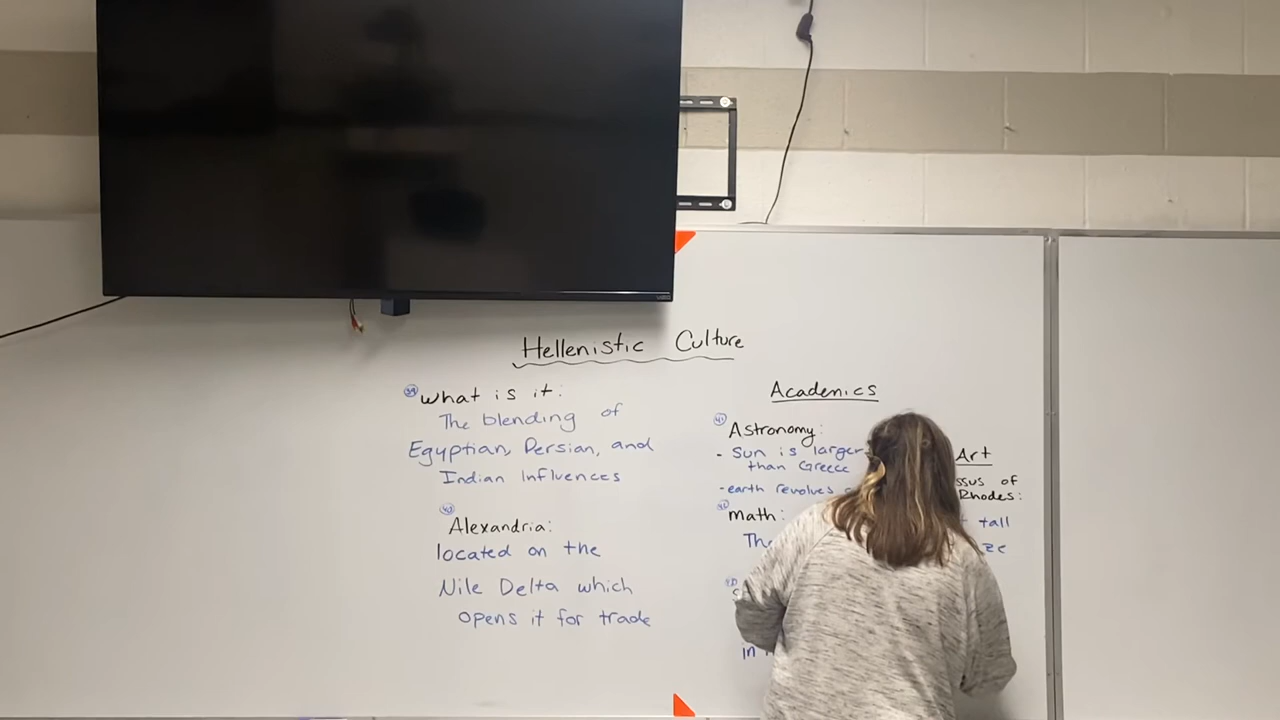 Hellenistic Culture
39 What is it:
The blending of
Egyptian, Persian, and
Indian Influences
Alexandria:
located on the
Nile Delta which
opens it for trade
Academics
41
Astronomy:
- Sun is larger
than Greece
- earth revolves
Math:
In
Art
ssus of
Rhodes:
tall
ze